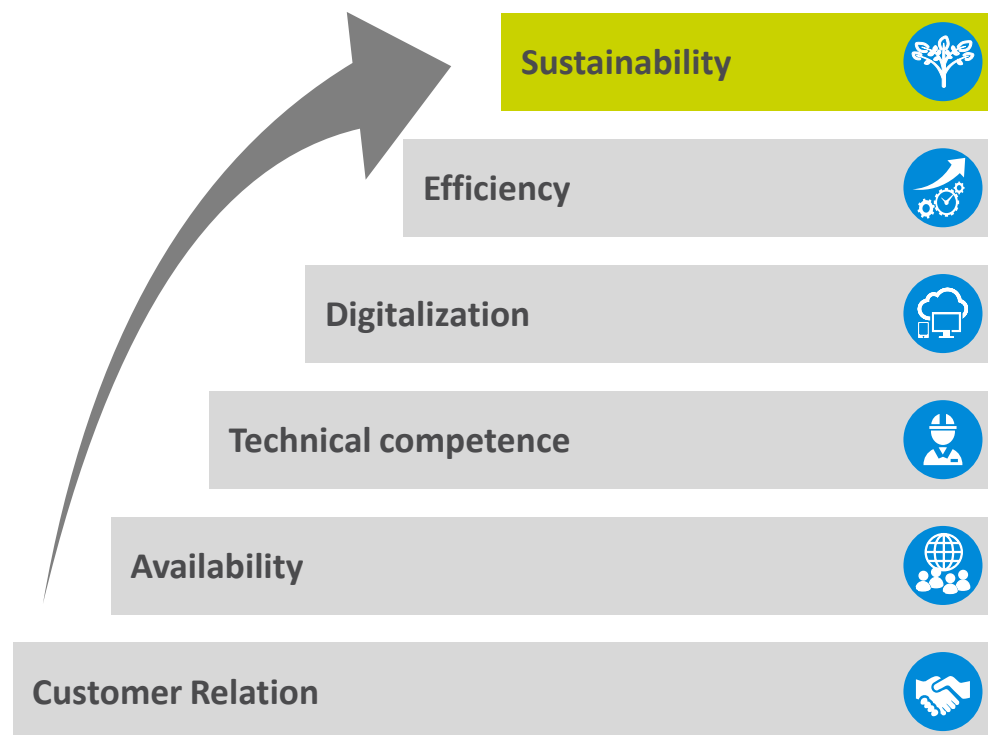 Sustainability
Efficiency
Digitalization
Technical competence
Availability
Customer Relation